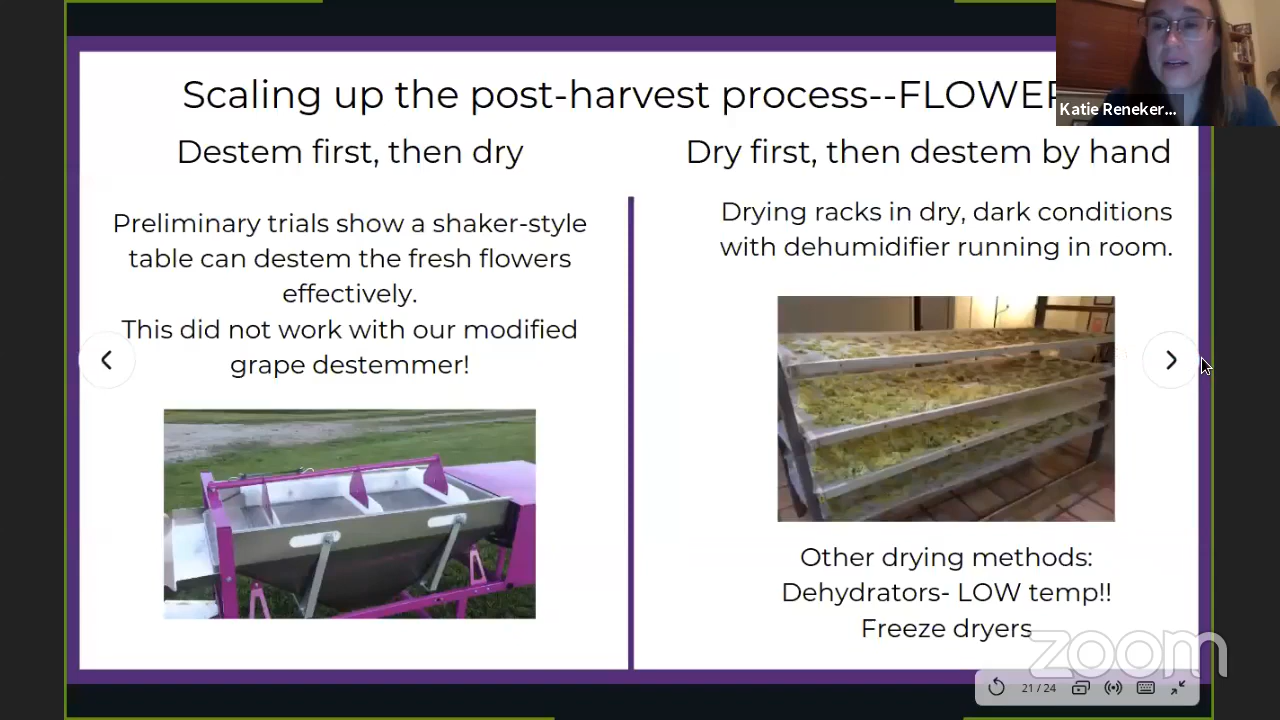 Scaling up the post-harvest process--FLOWER
Katie Reneker...
Destem first, then dry
Preliminary trials show a shaker-style
table can destem the fresh flowers
effectively.
This did not work with our modified
grape destemmer!
Dry first, then destem by hand
Drying racks in dry, dark conditions
with dehumidifier running in room.
Other drying methods:
Dehydrators- LOW temp!!
Freeze dryers
zoom
21 / 24